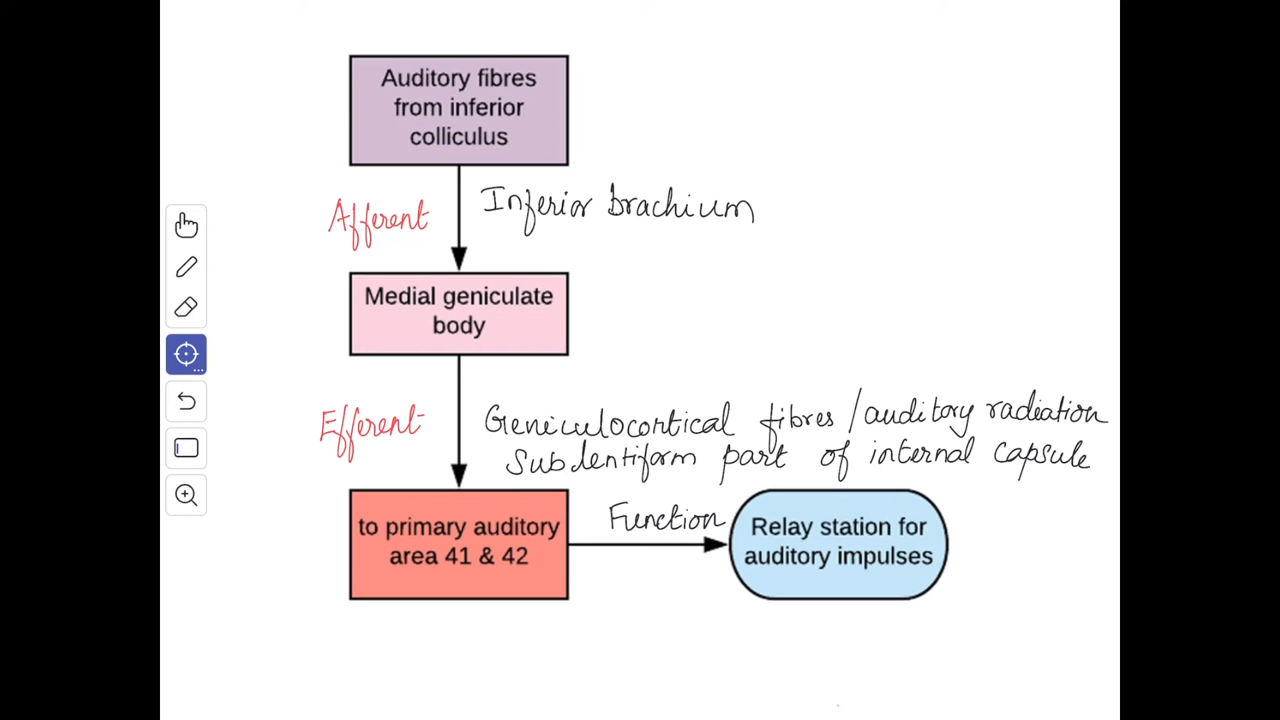 Auditory fibres
from inferior
colliculus
Afferent
Inferior brachium
Medial geniculate
body
Efferent
Geniculocortical fibres / auditory radiation
Sublentiform part of internal capsule
to primary auditory
area 41 & 42
Function
Relay station for
auditory impulses